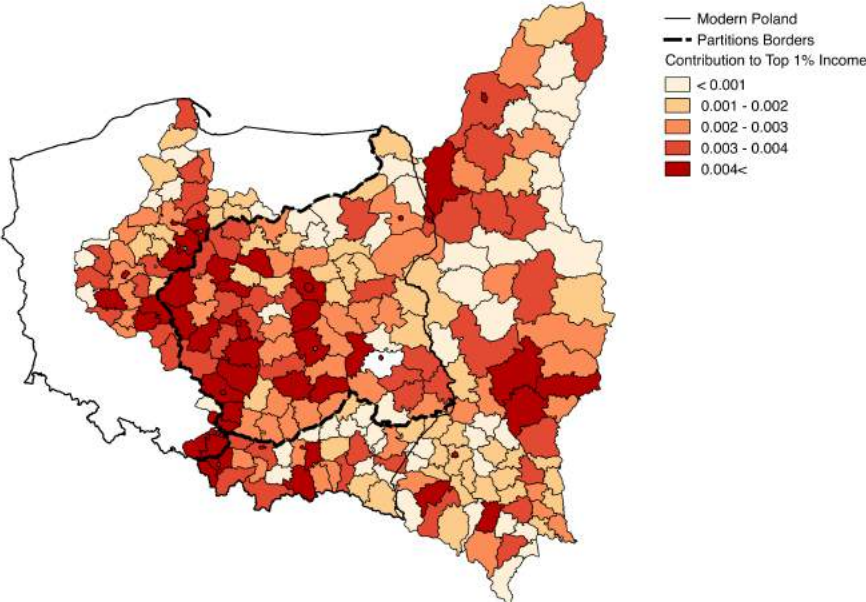 Modern Poland
Partitions Borders
Contribution to Top 1% Income
< 0.001
0.001 - 0.002
0.002 - 0.003
0.003 - 0.004
0.004<